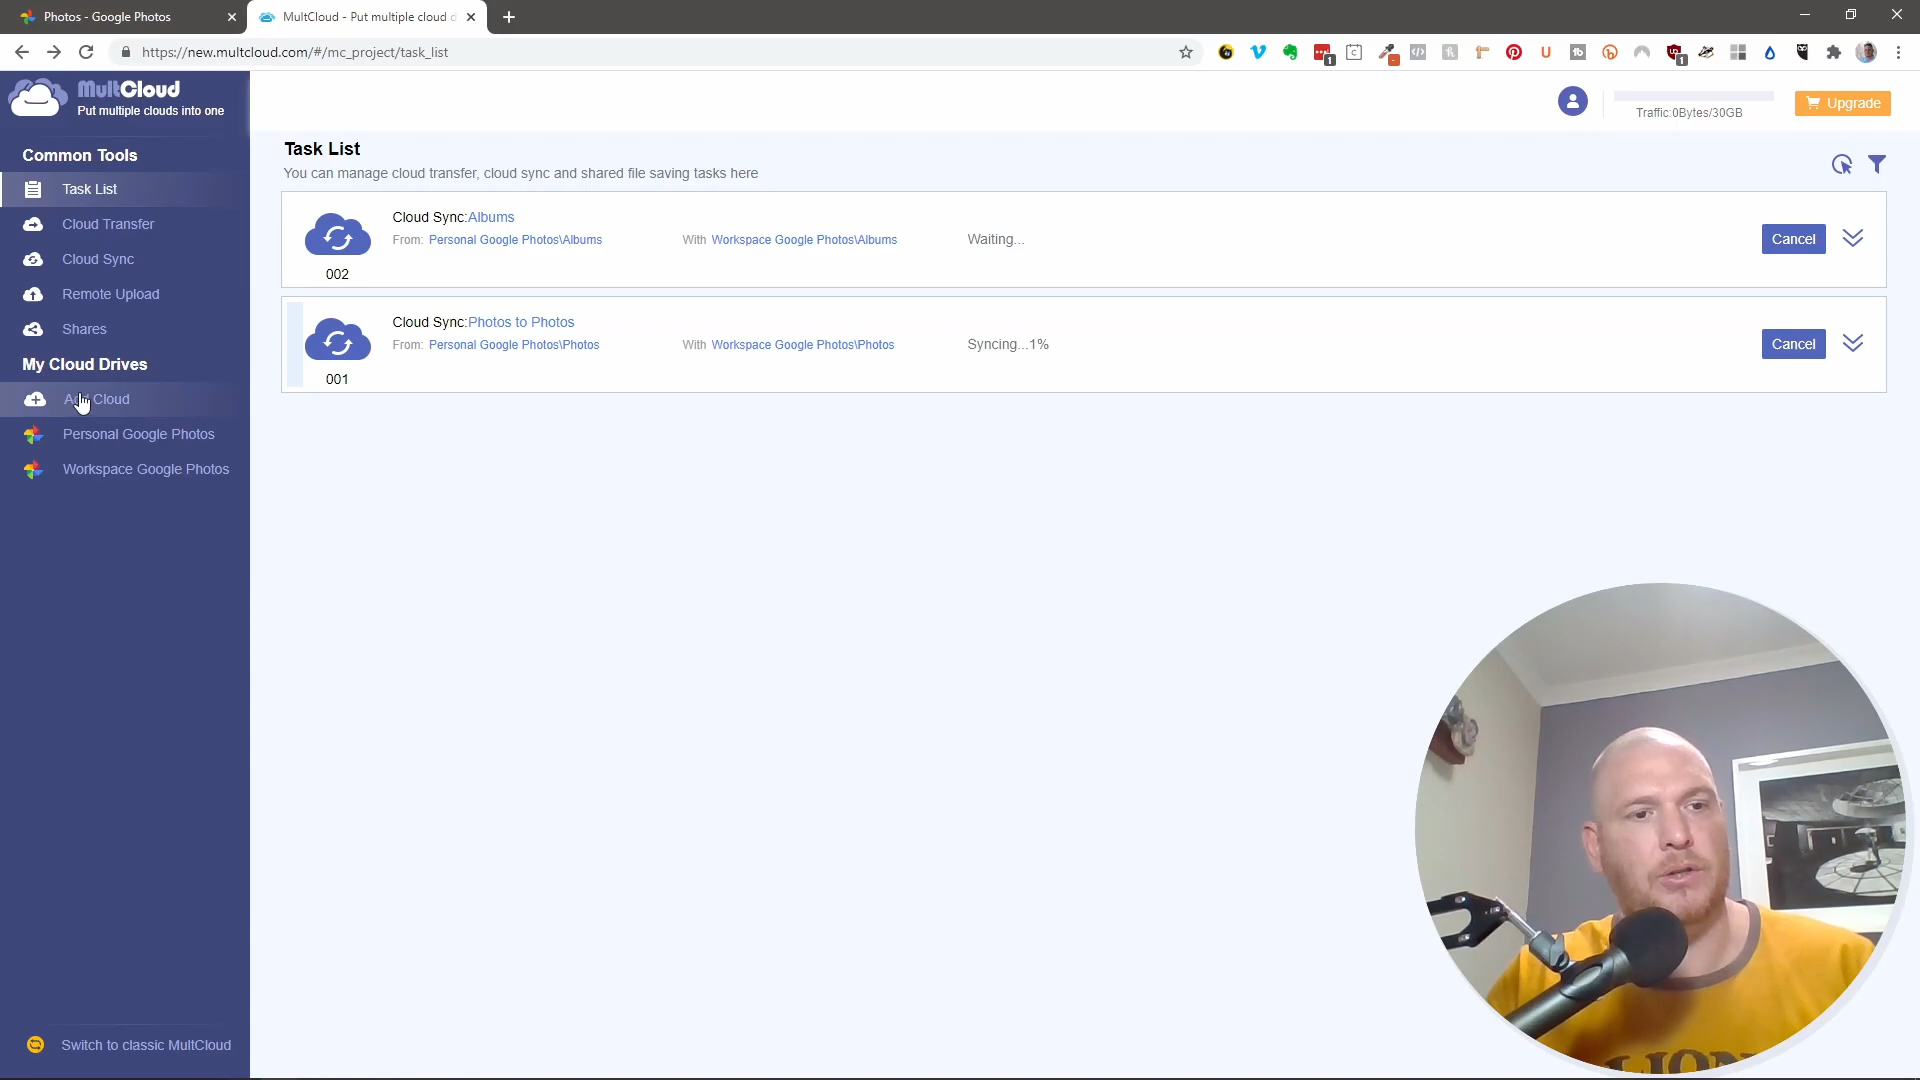 Photos - Google Photos
MultCloud - Put multiple cloud d
https://new.multcloud.com/#/mc_project/task_list
1
1
MultCloud
Put multiple clouds into one
Traffic:0Bytes/30GB
Upgrade
Common Tools
Task List
Cloud Transfer
Cloud Sync
Remote Upload
Shares
My Cloud Drives
Add Cloud
Personal Google Photos
Workspace Google Photos
Switch to classic MultCloud
Task List
You can manage cloud transfer, cloud sync and shared file saving tasks here
Cloud Sync:Albums
From: Personal Google Photos\Albums With Workspace Google Photos\Albums Waiting... Cancel
002
Cloud Sync:Photos to Photos
From: Personal Google Photos\Photos With Workspace Google Photos\Photos Syncing...1% Cancel
001